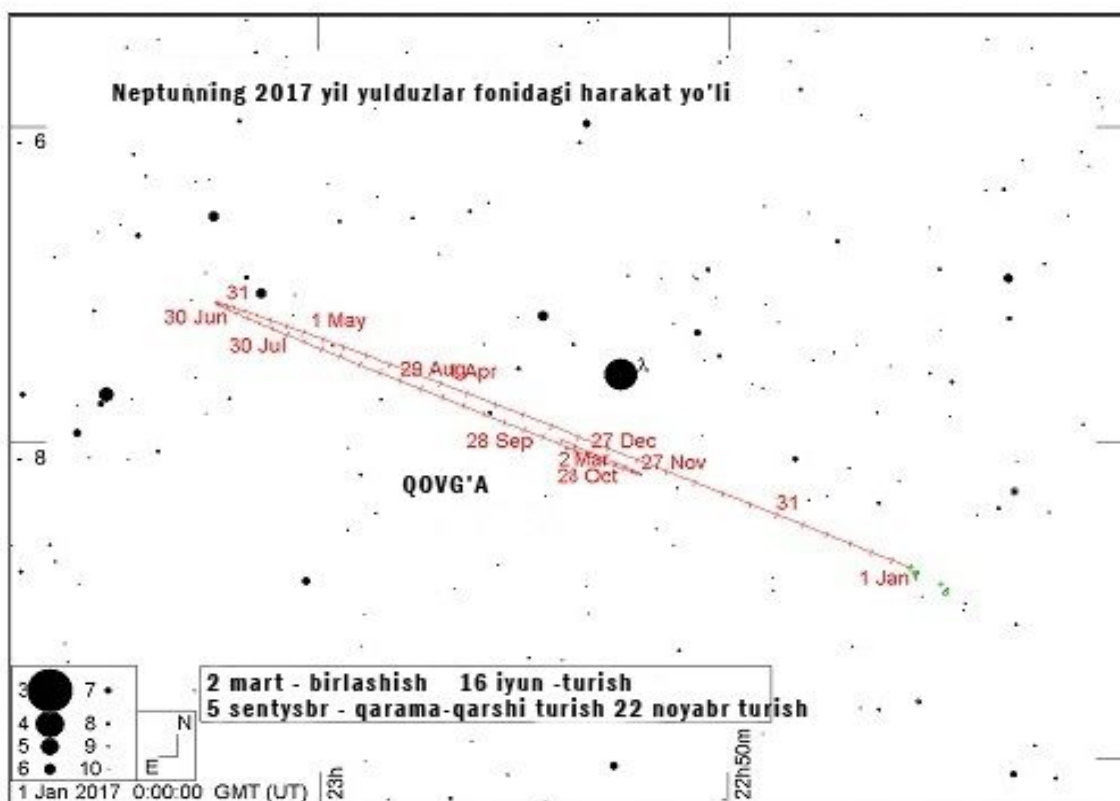 Neptunning 2017 yil yulduzlar fonidagi harakat yo'li
- 6
31
30 Jun
1 May
30 Jul
29 Aug
Apr
λ
28 Sep
27 Dec
2 Mar
27 Nov
28 Oct
- 8
QOVG'A
31
1 Jan
2 mart - birlashish 16 iyun -turish
5 sentysbr - qarama-qarshi turish 22 noyabr turish
3 7
4 8
5 9
6 10
N
E
23h
22h50m
1 Jan 2017 0:00:00 GMT (UT)